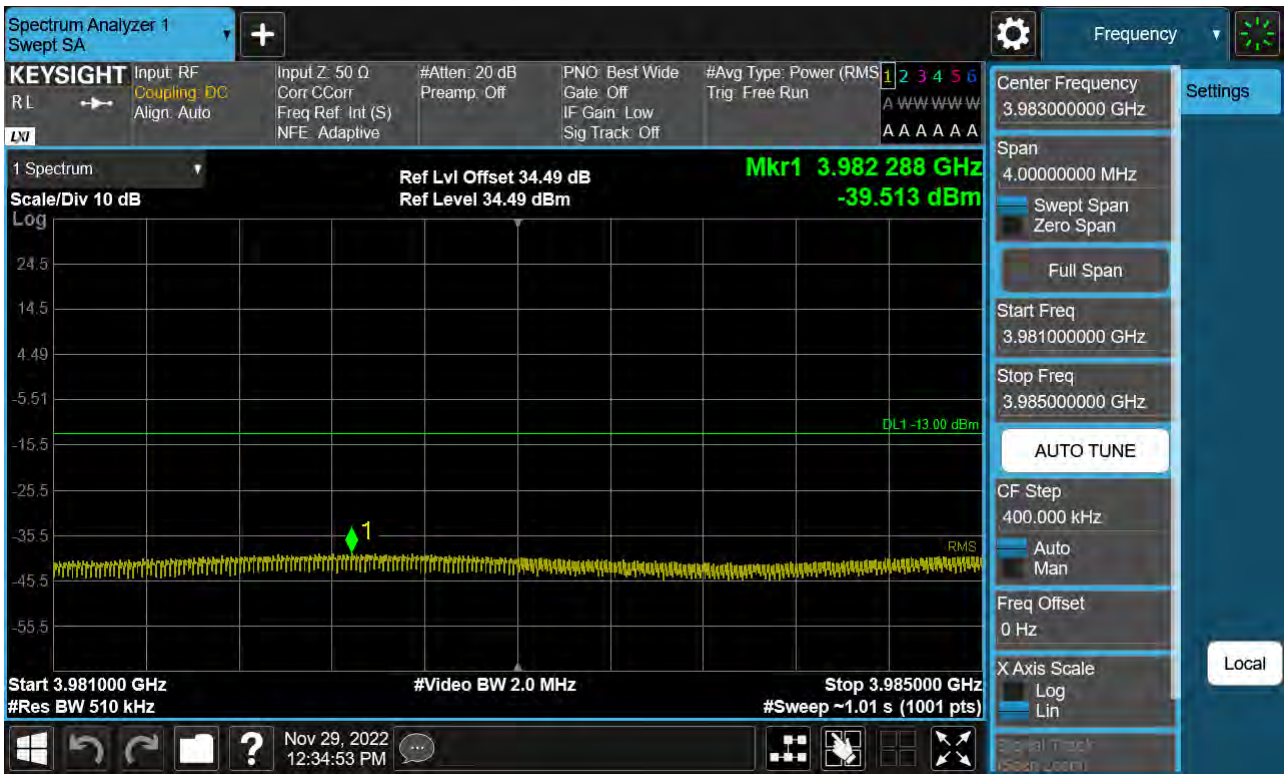 Spectrum Analyzer 1
Swept SA
+
Frequency
KEYSIGHT
RL
LXI
Input: RF
Coupling: DC
Align: Auto
Input Z: 50 Ω
Corr CCorr
Freq Ref: Int (S)
NFE: Adaptive
#Atten: 20 dB
Preamp: Off
PNO: Best Wide
Gate: Off
IF Gain: Low
Sig Track: Off
#Avg Type: Power (RMS
Trig: Free Run
1 2 3 4 5 6
A W W W W W
A A A A A A
1 Spectrum
Scale/Div 10 dB
Log
Ref Lvl Offset 34.49 dB
Ref Level 34.49 dBm
Mkr1 3.982 288 GHz
-39.513 dBm
24.5
14.5
4.49
-5.51
DL1 -13.00 dBm
-15.5
-25.5
1
-35.5
RMS
-45.5
-55.5
Start 3.981000 GHz
#Res BW 510 kHz
#Video BW 2.0 MHz
Stop 3.985000 GHz
#Sweep ~1.01 s (1001 pts)
Center Frequency
3.983000000 GHz
Span
4.00000000 MHz
Swept Span
Zero Span
Full Span
Start Freq
3.981000000 GHz
Stop Freq
3.985000000 GHz
AUTO TUNE
CF Step
400.000 kHz
Auto
Man
Freq Offset
0 Hz
X Axis Scale
Log
Lin
Signal Track
(Span Zoom)
Settings
Local
?
Nov 29, 2022
12:34:53 PM